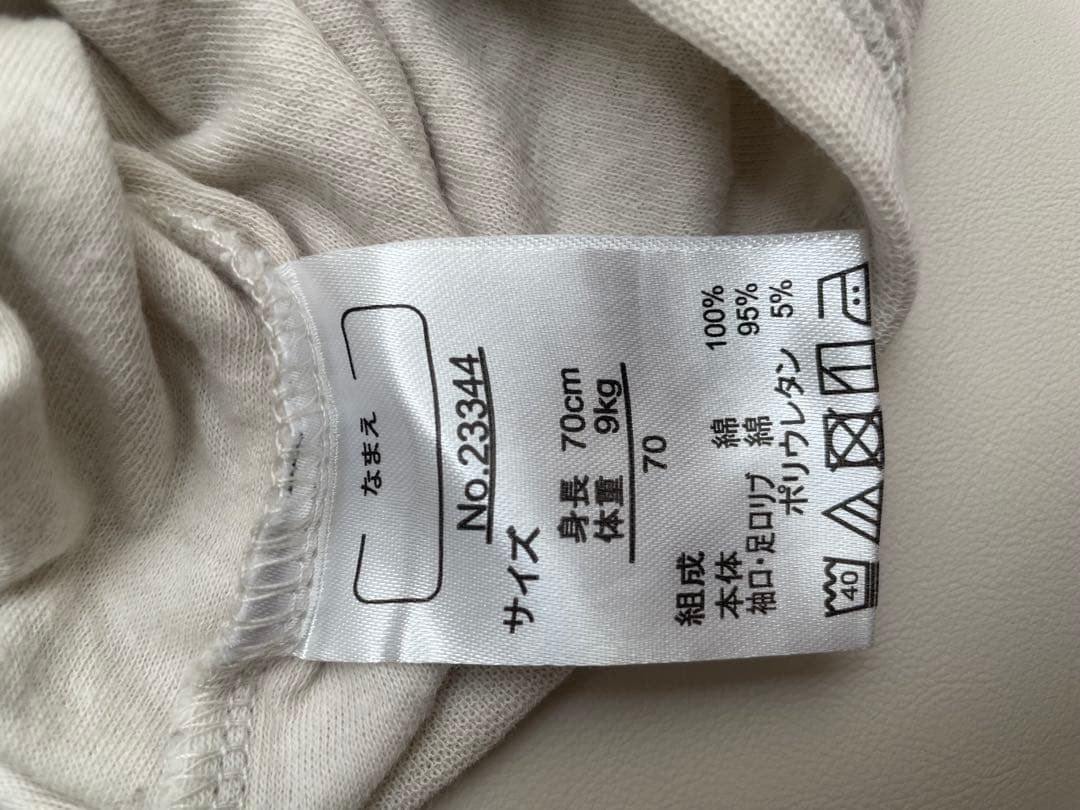 なまえ
No.23344
サイズ
身長 70cm
体重 9kg
70
組成
本体 綿 100%
袖口・足口リブ 綿 95%
ポリウレタン 5%
40